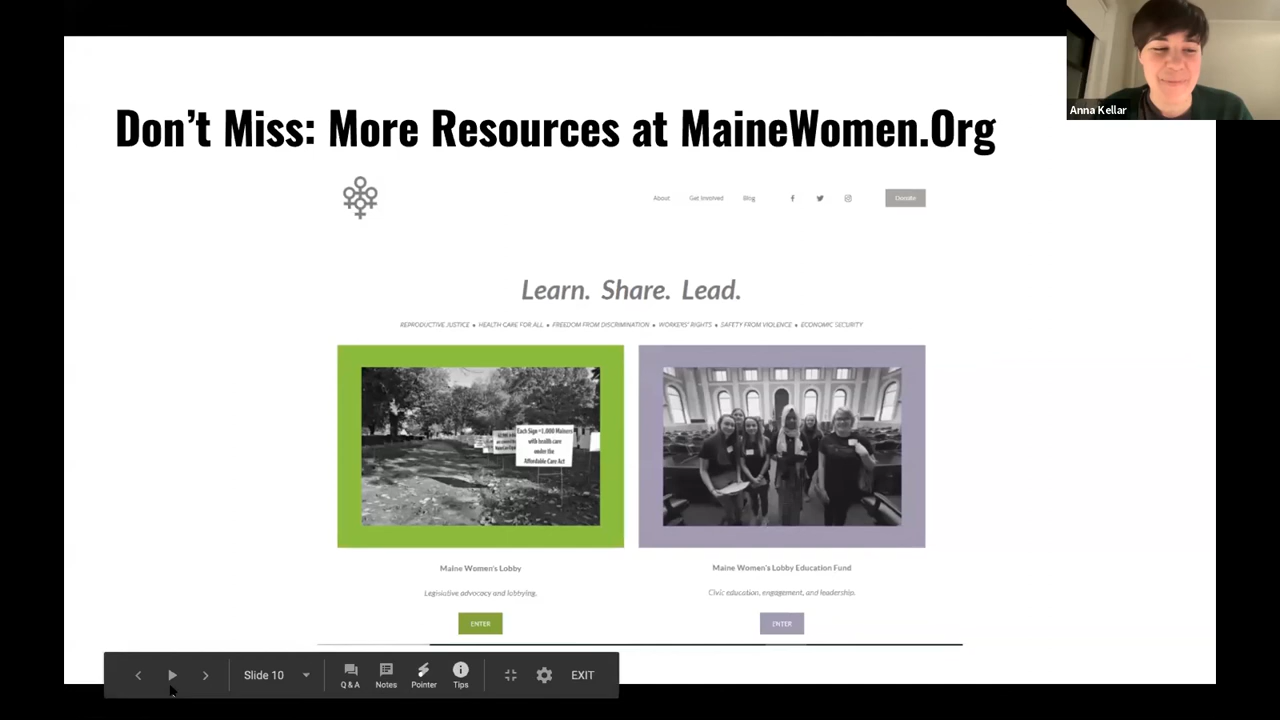 Don't Miss: More Resources at MaineWomen.Org
Anna Kellar
About Get Involved Blog Donate
Learn. Share. Lead.
REPRODUCTIVE JUSTICE • HEALTH CARE FOR ALL • FREEDOM FROM DISCRIMINATION • WORKERS' RIGHTS • SAFETY FROM VIOLENCE • ECONOMIC SECURITY
Each Sign = 1,000 Mainers
with health care
under the
Affordable Care Act
Maine Women's Lobby
Maine Women's Lobby Education Fund
Legislative advocacy and lobbying.
Civic education, engagement, and leadership.
ENTER
ENTER
Slide 10
Q & A
Notes
Pointer
Tips
EXIT